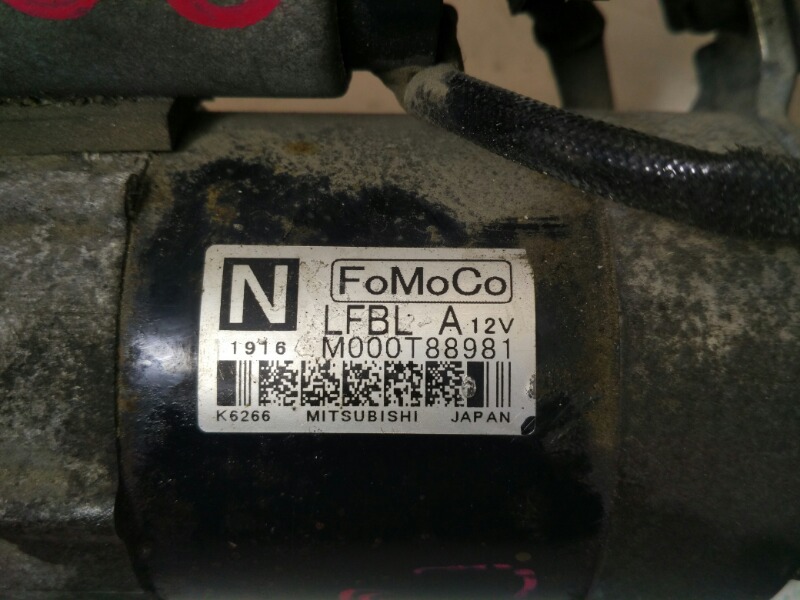 N
FoMoCo
LFBL A 12V
1916 M000T88981
K6266 MITSUBISHI JAPAN